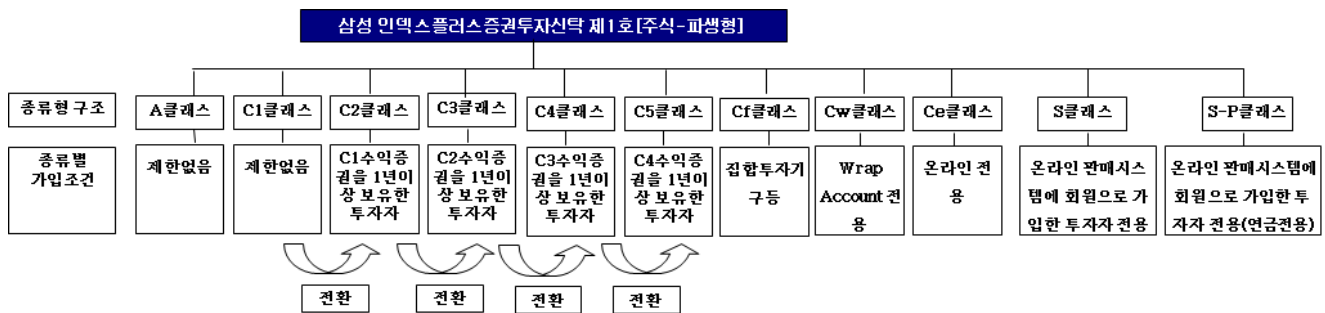 삼성 인덱스플러스증권투자신탁 제1호[주식-파생형]
종류형 구조
A클래스
C1클래스
C2클래스
C3클래스
C4클래스
C5클래스
Cf클래스
Cw클래스
Ce클래스
S클래스
S-P클래스
종류별
가입조건
제한없음
제한없음
C1수익증
권을 1년이
상 보유한
투자자
C2수익증
권을 1년이
상 보유한
투자자
C3수익증
권을 1년이
상 보유한
투자자
C4수익증
권을 1년이
상 보유한
투자자
집합투자기
구등
Wrap
Account 전
용
온라인 전
용
온라인 판매시스
템에 회원으로 가
입한 투자자 전용
온라인 판매시스템에
회원으로 가입한 투
자자 전용(연금전용)
전환
전환
전환
전환